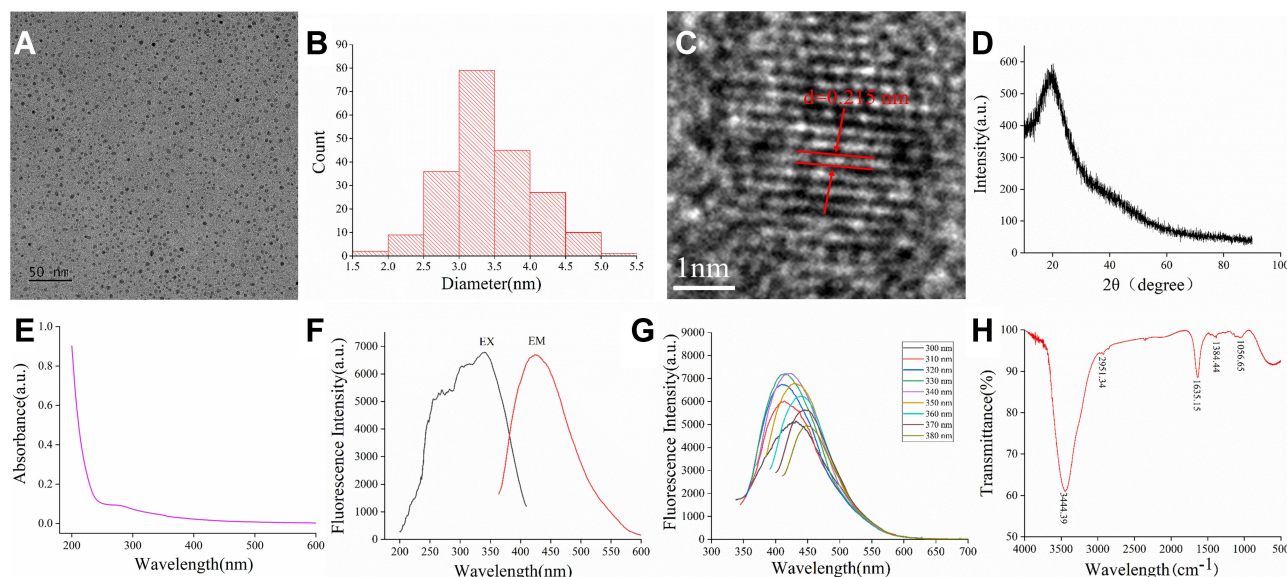 A
50 nm
B
90
80
70
60
50
40
30
20
10
0
Count
1.5 2.0 2.5 3.0 3.5 4.0 4.5 5.0 5.5
Diameter(nm)
C
d=0.215 nm
1nm
D
600
500
400
300
200
100
0
Intensity(a.u.)
20 40 60 80 100
2θ（degree）
E
1.0
0.8
0.6
0.4
0.2
0.0
Absorbance(a.u.)
200 300 400 500 600
Wavelength(nm)
F
7000
6000
5000
4000
3000
2000
1000
0
Fluorescence Intensity(a.u.)
EX EM
200 250 300 350 400 450 500 550 600
Wavelength(nm)
G
9000
8000
7000
6000
5000
4000
3000
2000
1000
0
Fluorescence Intensity(a.u.)
300 nm
310 nm
320 nm
330 nm
340 nm
350 nm
360 nm
370 nm
380 nm
300 350 400 450 500 550 600 650 700
Wavelength(nm)
H
100
90
80
70
60
50
Transmittance(%)
3444.39
2951.34
1635.15
1384.44
1056.65
4000 3000 2000 1000 500
Wavelength(cm⁻¹)